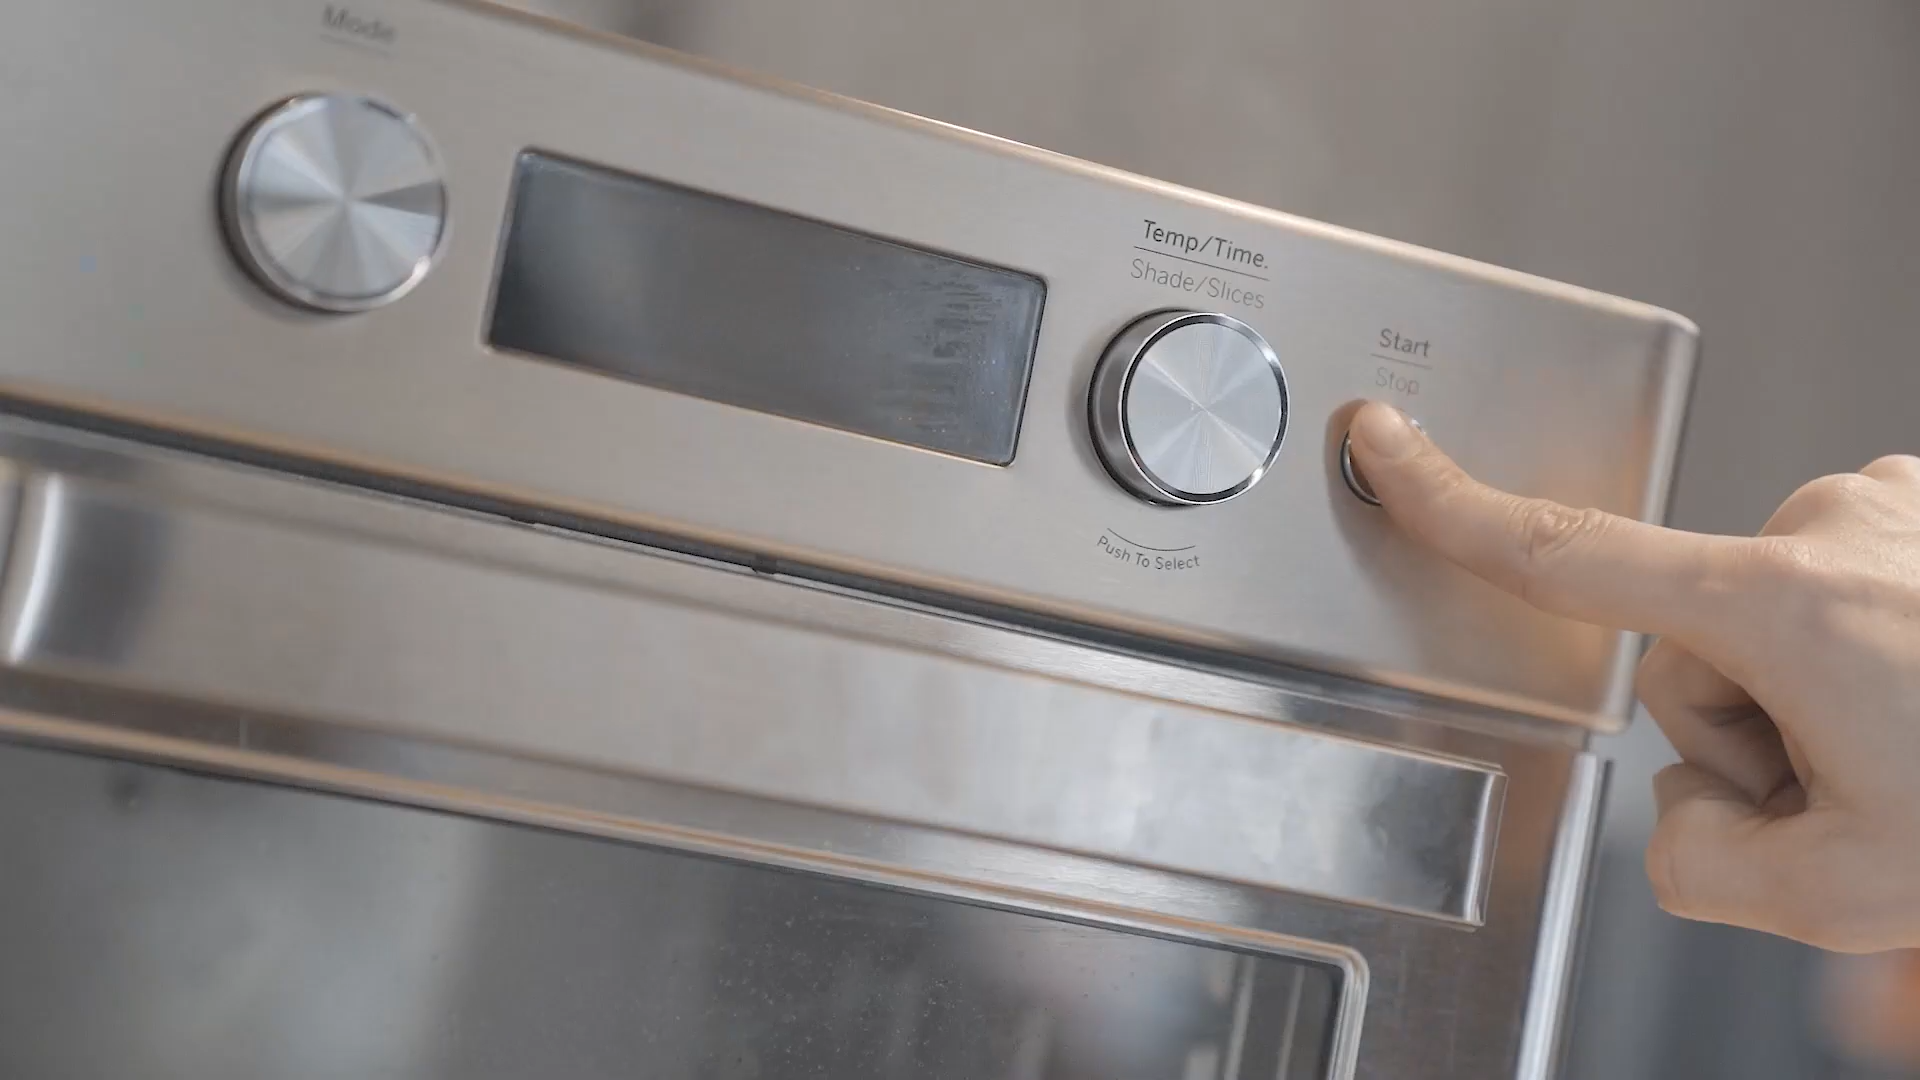 Mode
Temp/Time.
Shade/Slices
Start
Stop
Push To Select